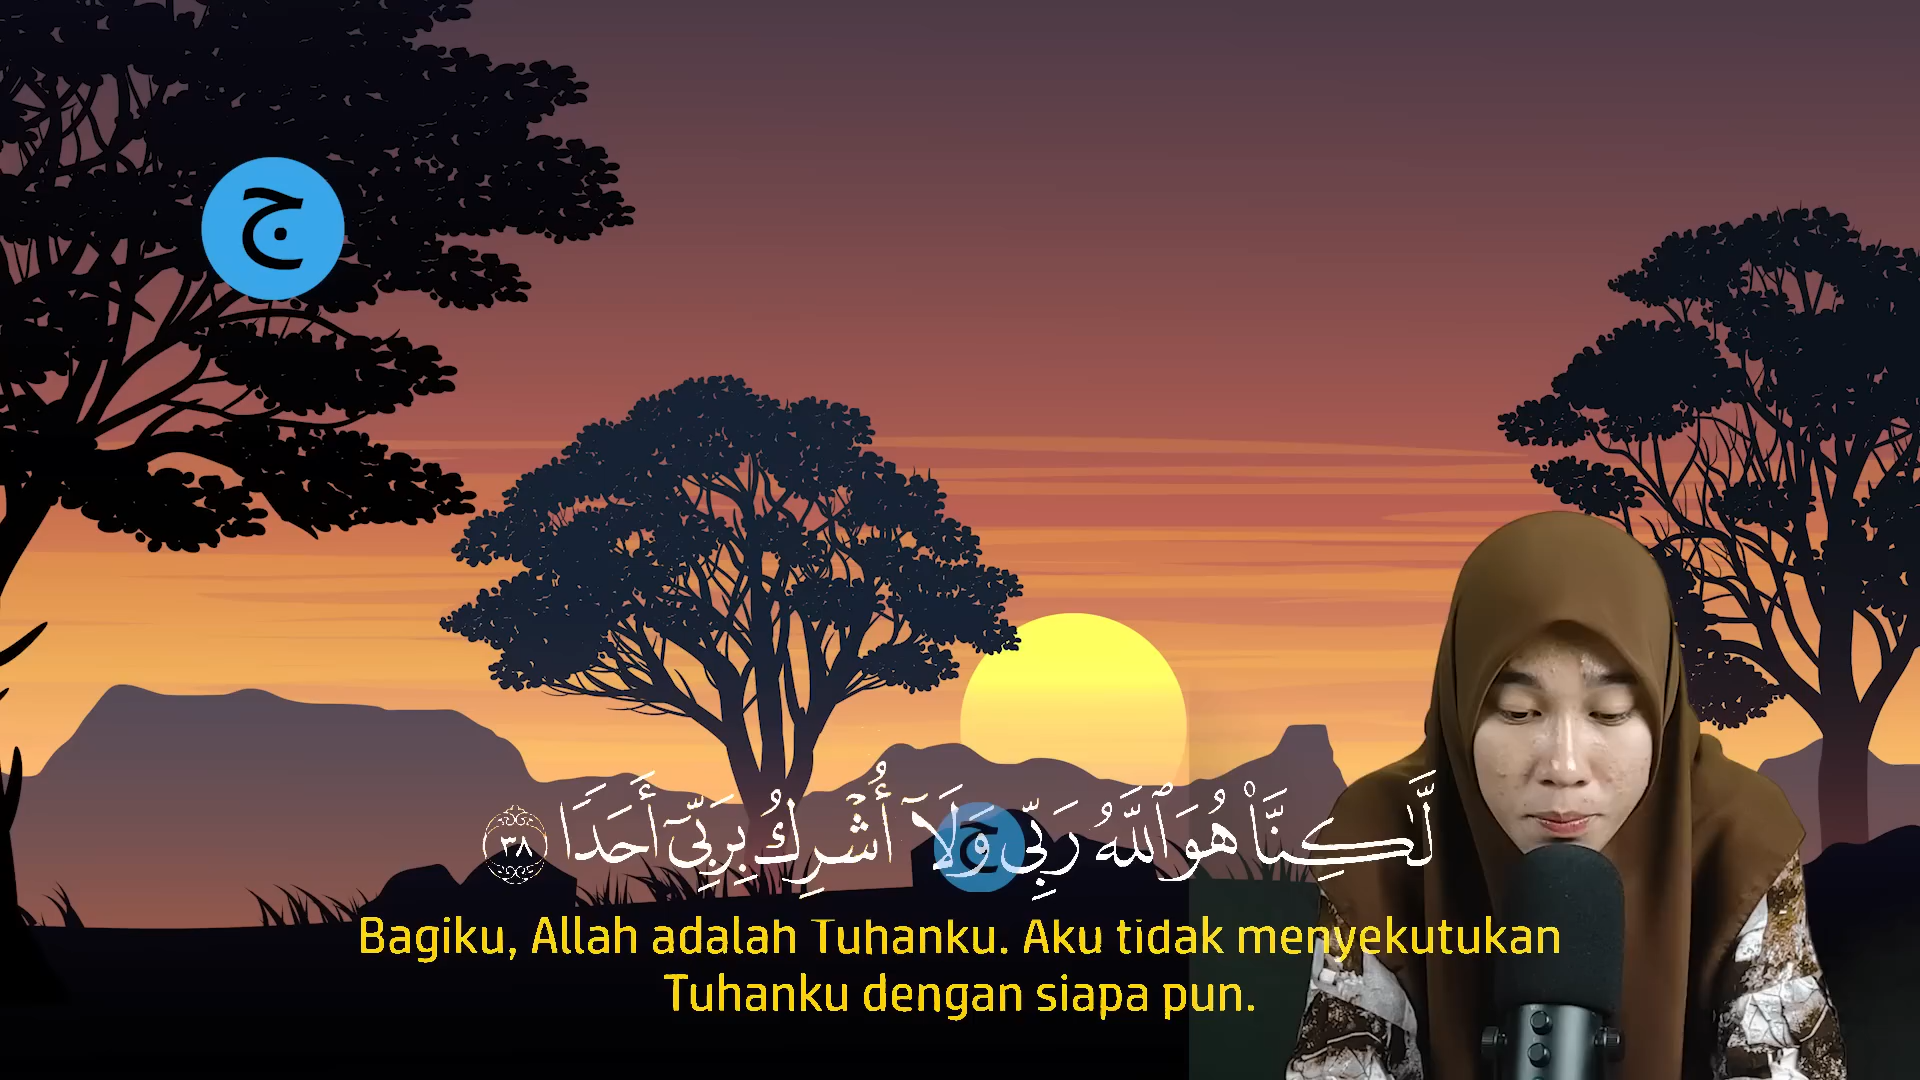 ج
لَّٰكِنَّا۠ هُوَ ٱللَّهُ رَبِّى وَلَآ أُشْرِكُ بِرَبِّىٓ أَحَدًا ٣٨
ج
Bagiku, Allah adalah Tuhanku. Aku tidak menyekutukan
Tuhanku dengan siapa pun.